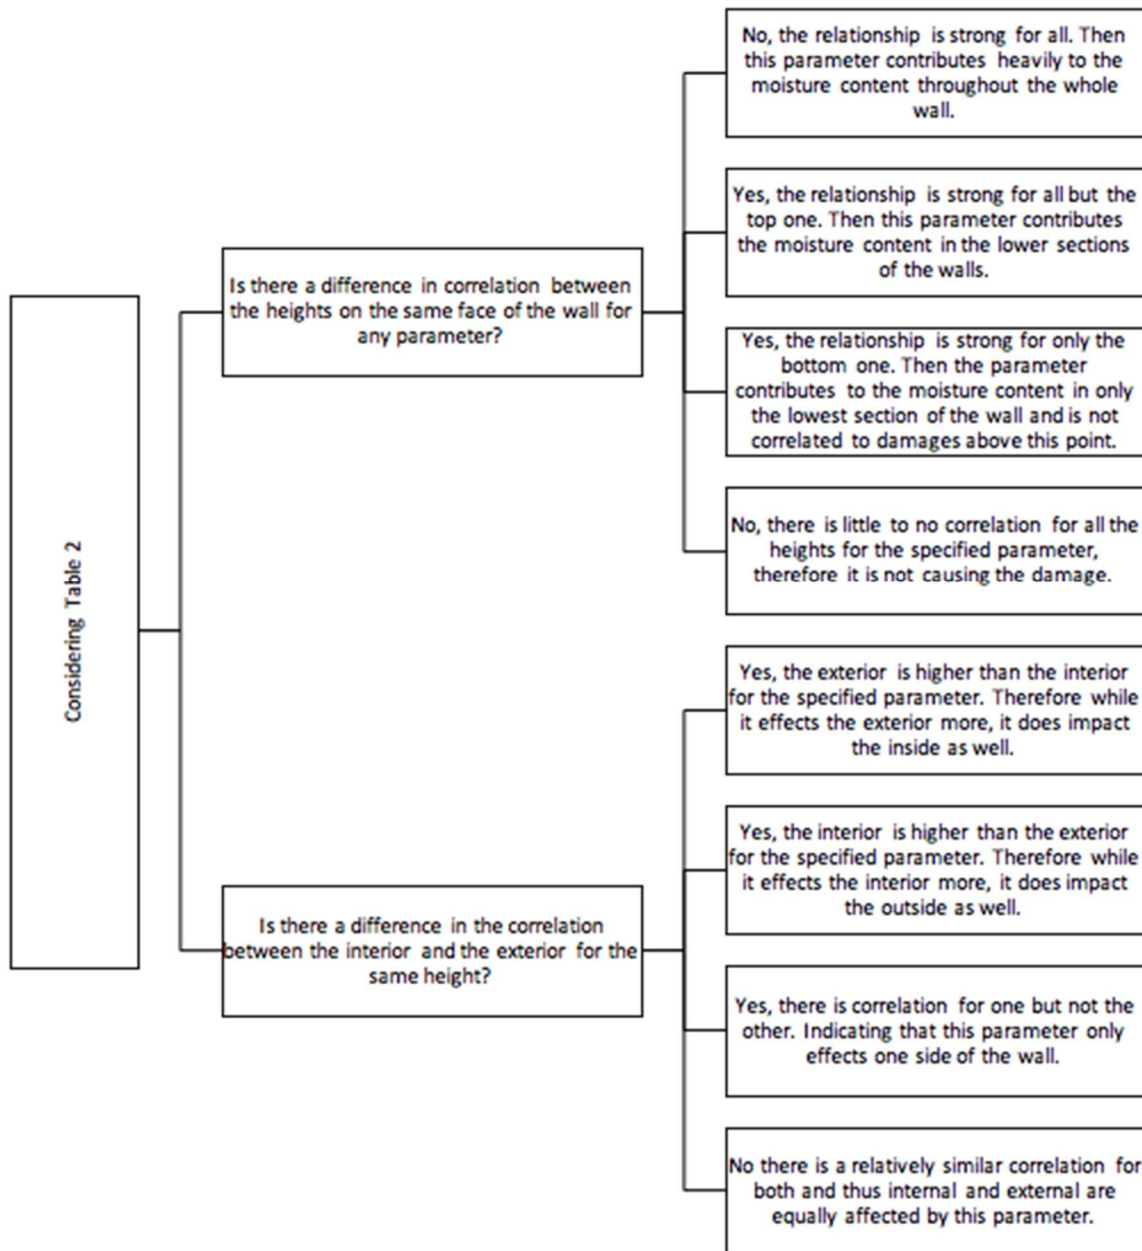 Considering Table 2
Is there a difference in correlation between
the heights on the same face of the wall for
any parameter?
No, the relationship is strong for all. Then
this parameter contributes heavily to the
moisture content throughout the whole
wall.
Yes, the relationship is strong for all but the
top one. Then this parameter contributes
the moisture content in the lower sections
of the walls.
Yes, the relationship is strong for only the
bottom one. Then the parameter
contributes to the moisture content in only
the lowest section of the wall and is not
correlated to damages above this point.
No, there is little to no correlation for all the
heights for the specified parameter,
therefore it is not causing the damage.
Is there a difference in the correlation
between the interior and the exterior for the
same height?
Yes, the exterior is higher than the interior
for the specified parameter. Therefore while
it effects the exterior more, it does impact
the inside as well.
Yes, the interior is higher than the exterior
for the specified parameter. Therefore while
it effects the interior more, it does impact
the outside as well.
Yes, there is correlation for one but not the
other. Indicating that this parameter only
effects one side of the wall.
No there is a relatively similar correlation for
both and thus internal and external are
equally affected by this parameter.